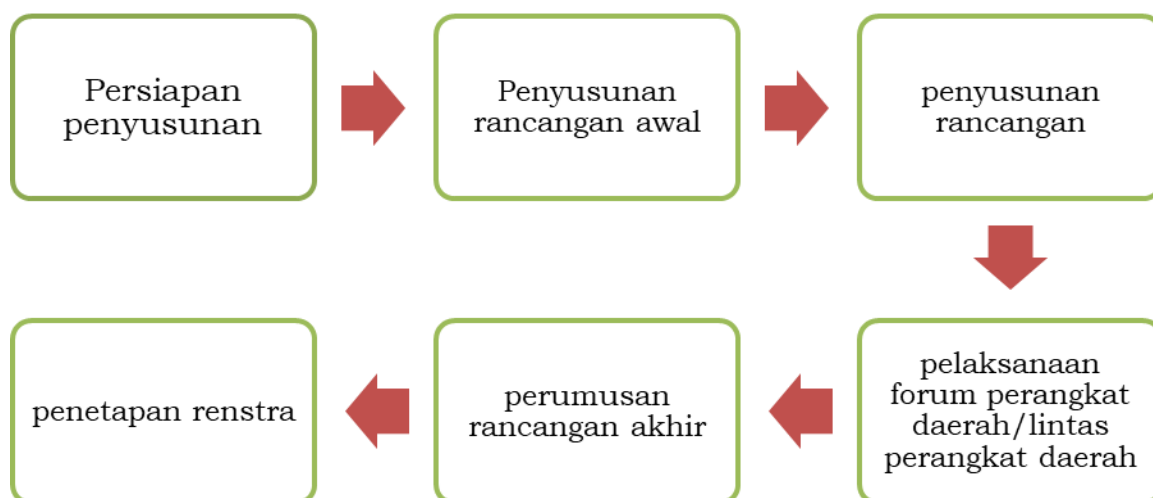 Persiapan
penyusunan
Penyusunan
rancangan awal
penyusunan
rancangan
pelaksanaan
forum perangkat
daerah/lintas
perangkat daerah
perumusan
rancangan akhir
penetapan renstra